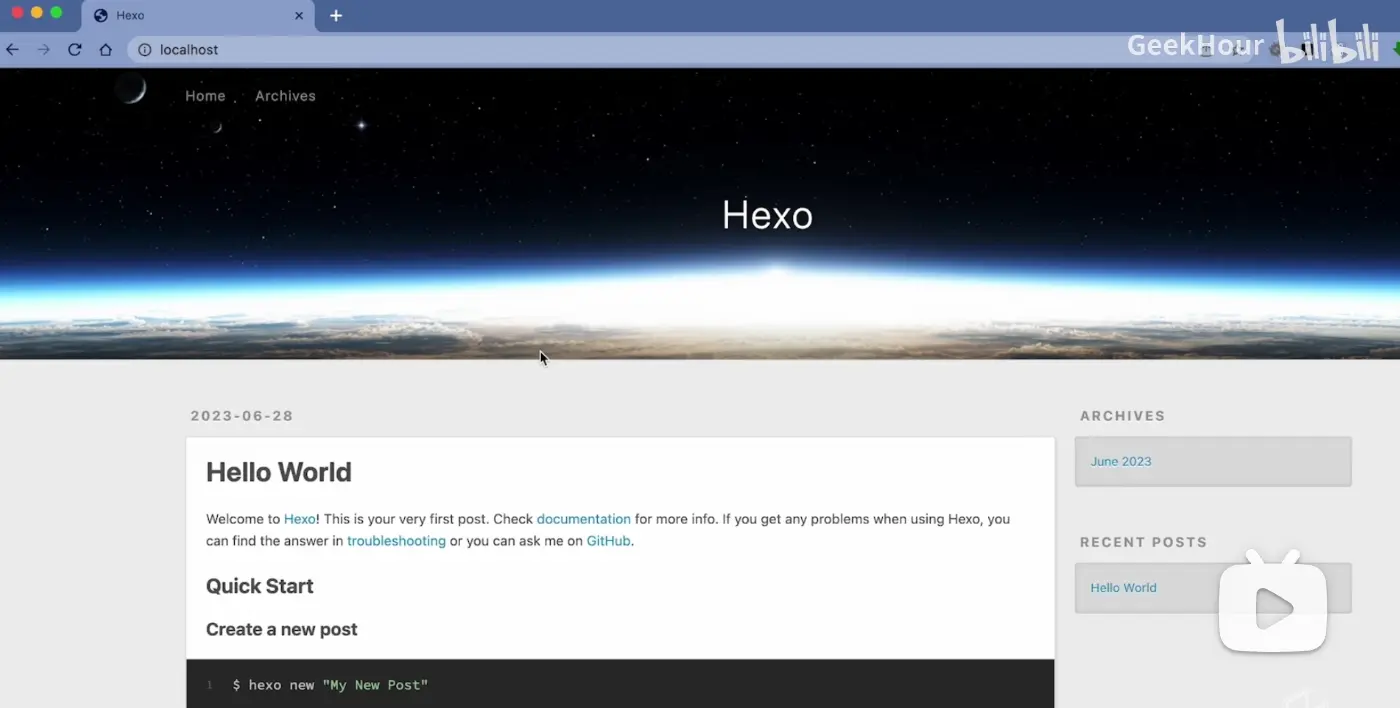 Hexo
localhost
GeekHour bilibili
Home
Archives
Hexo
2023-06-28
Hello World
Welcome to Hexo! This is your very first post. Check documentation for more info. If you get any problems when using Hexo, you
can find the answer in troubleshooting or you can ask me on GitHub.
Quick Start
Create a new post
1 $ hexo new "My New Post"
ARCHIVES
June 2023
RECENT POSTS
Hello World